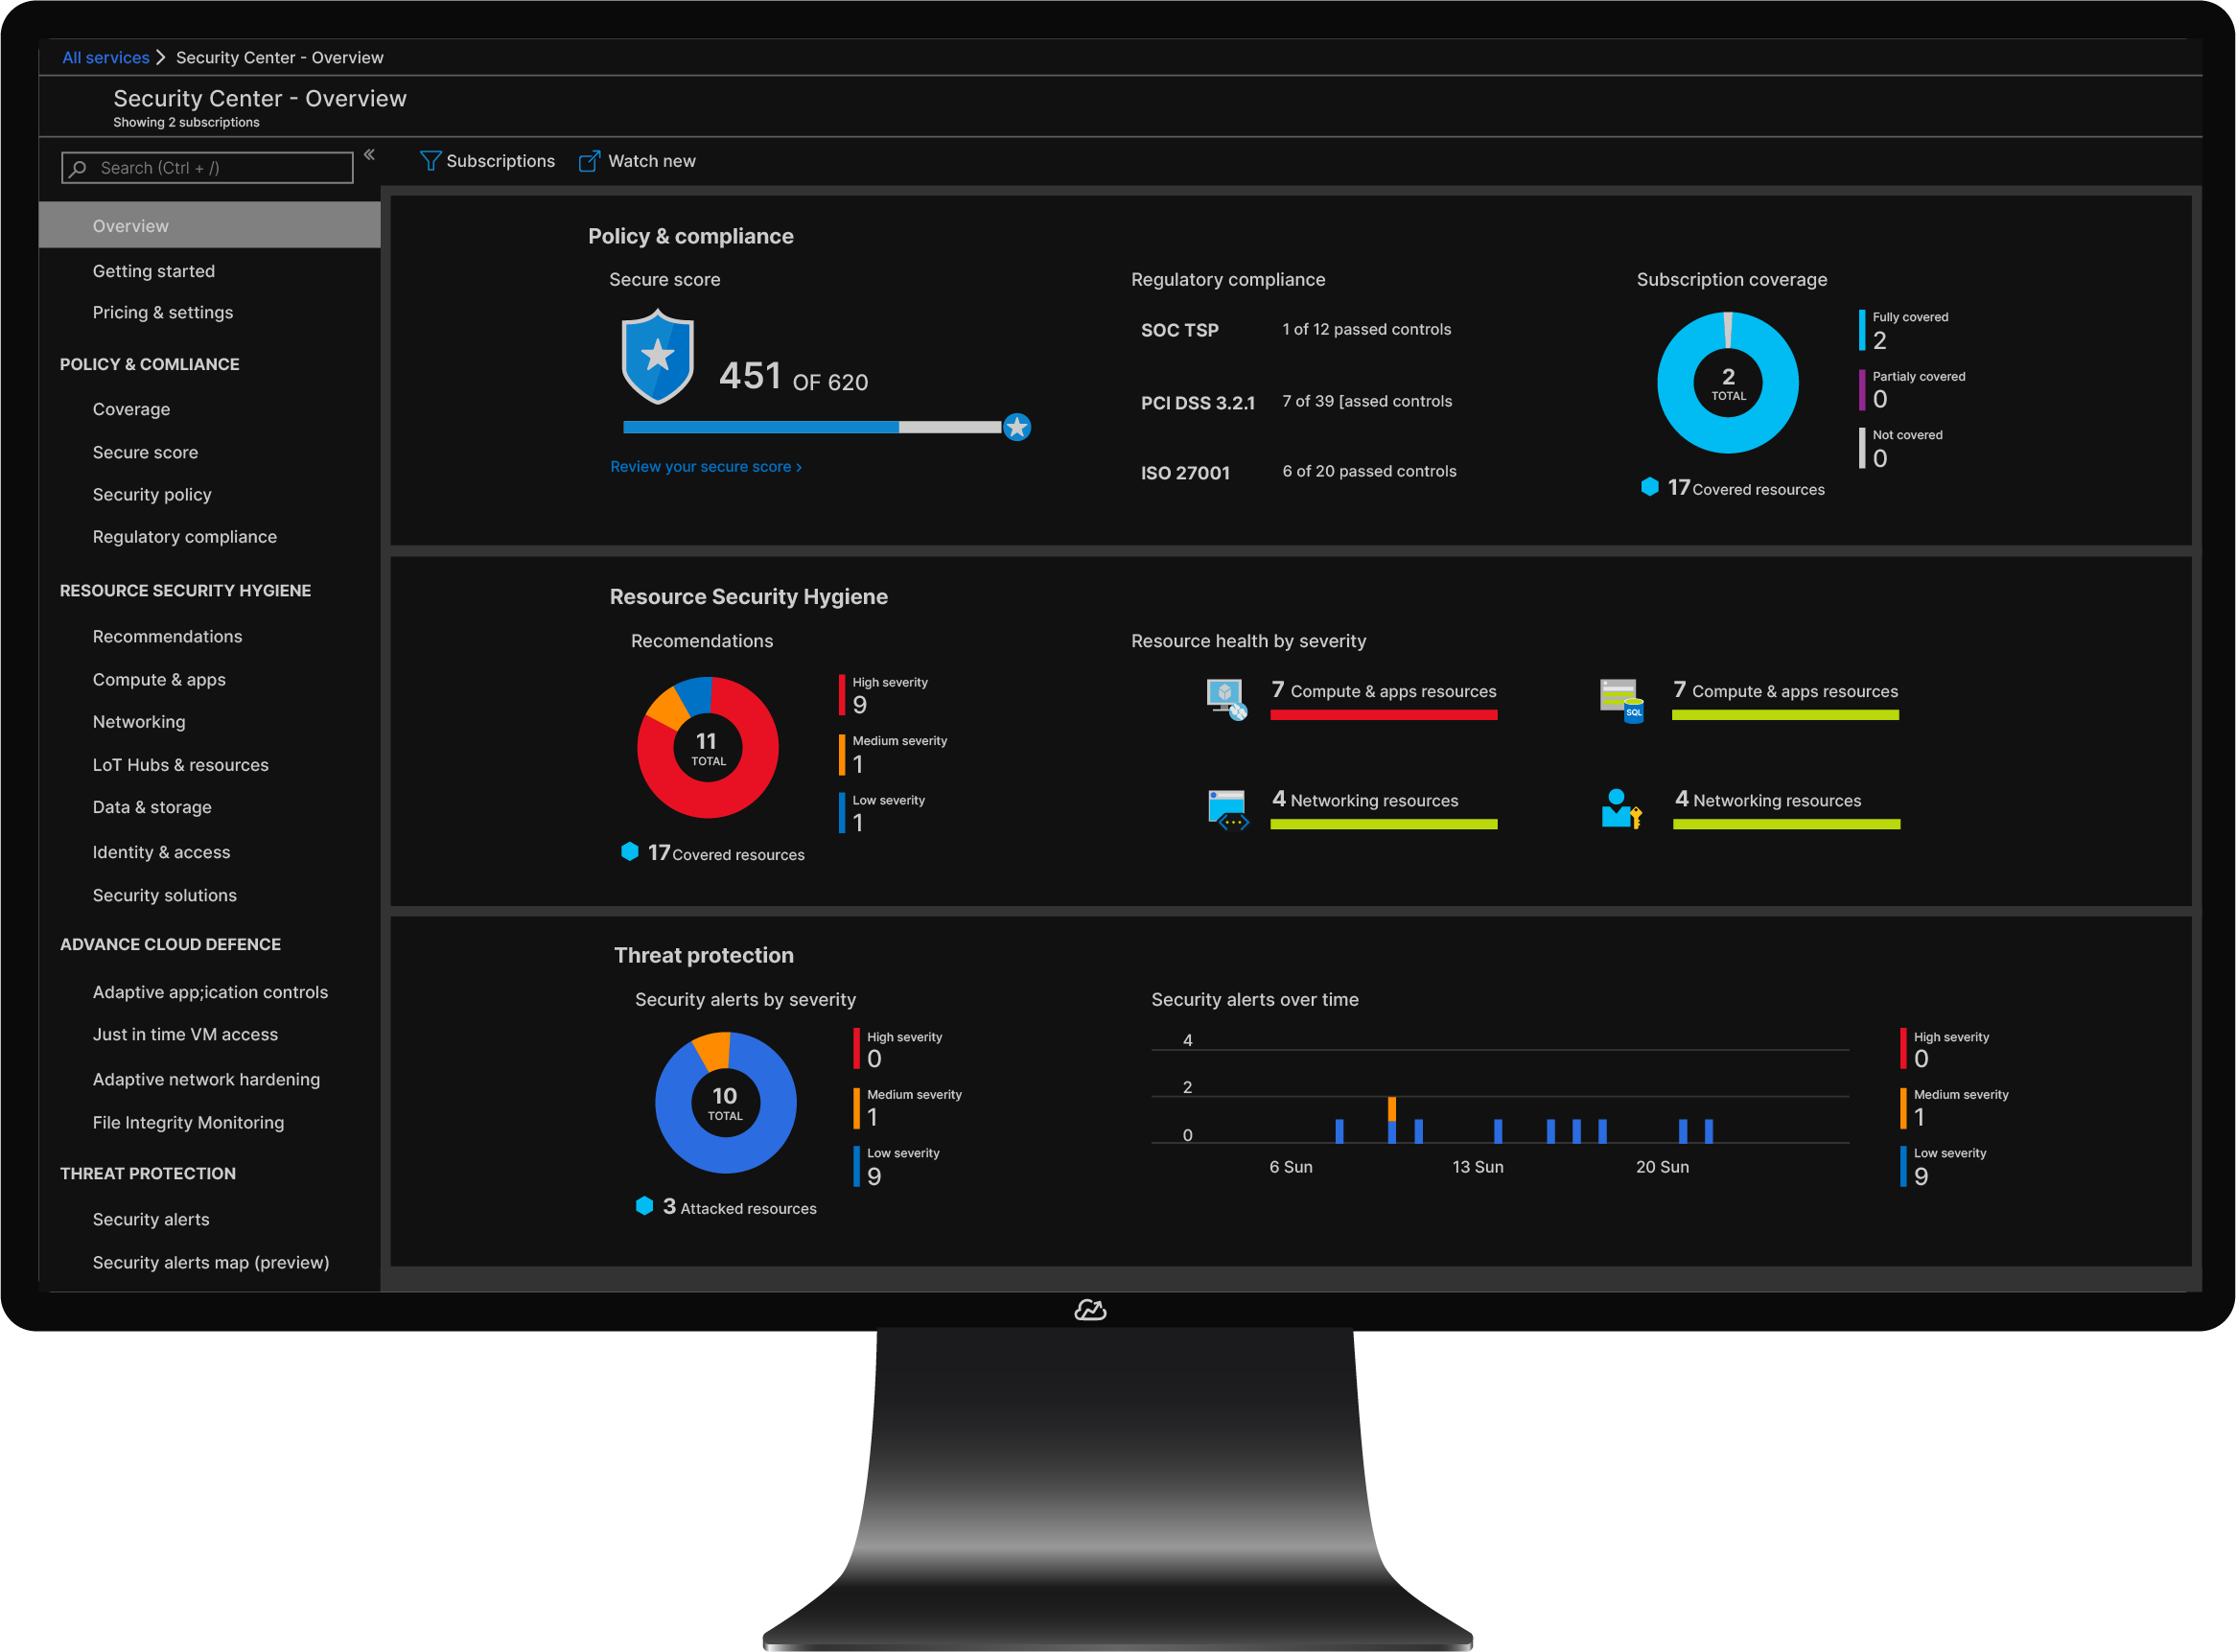 All services > Security Center - Overview
Security Center - Overview
Showing 2 subscriptions
Search (Ctrl + /)
«
Subscriptions
Watch new
Overview
Getting started
Pricing & settings
POLICY & COMLIANCE
Coverage
Secure score
Security policy
Regulatory compliance
RESOURCE SECURITY HYGIENE
Recommendations
Compute & apps
Networking
LoT Hubs & resources
Data & storage
Identity & access
Security solutions
ADVANCE CLOUD DEFENCE
Adaptive app;ication controls
Just in time VM access
Adaptive network hardening
File Integrity Monitoring
THREAT PROTECTION
Security alerts
Security alerts map (preview)
Policy & compliance
Secure score
451 OF 620
Review your secure score ›
Regulatory compliance
SOC TSP 1 of 12 passed controls
PCI DSS 3.2.1 7 of 39 [assed controls
ISO 27001 6 of 20 passed controls
Subscription coverage
2
TOTAL
Fully covered
2
Partialy covered
0
Not covered
0
17 Covered resources
Resource Security Hygiene
Recomendations
11
TOTAL
High severity
9
Medium severity
1
Low severity
1
17 Covered resources
Resource health by severity
7 Compute & apps resources
SQL
7 Compute & apps resources
4 Networking resources
4 Networking resources
Threat protection
Security alerts by severity
10
TOTAL
High severity
0
Medium severity
1
Low severity
9
3 Attacked resources
Security alerts over time
4
2
0
6 Sun
13 Sun
20 Sun
High severity
0
Medium severity
1
Low severity
9